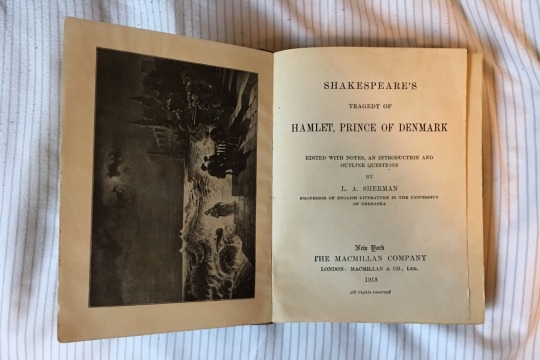 SHAKESPEARE'S
TRAGEDY OF
HAMLET, PRINCE OF DENMARK
EDITED WITH NOTES, AN INTRODUCTION AND
OUTLINE QUESTIONS
BY
L. A. SHERMAN
PROFESSOR OF ENGLISH LITERATURE IN THE UNIVERSITY
OF NEBRASKA
New York
THE MACMILLAN COMPANY
LONDON: MACMILLAN & CO., LTD.
1918
All rights reserved